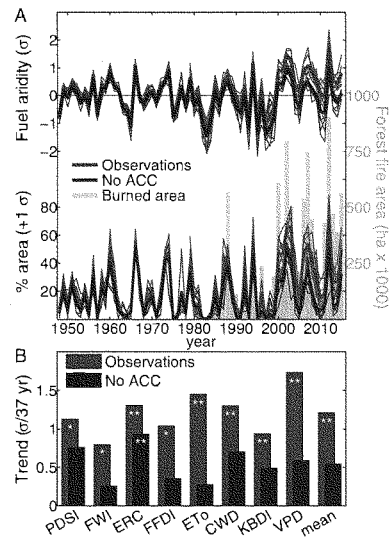 A
Fuel aridity (σ)
2
1
0
−1
−2
Observations
No ACC
Burned area
1000
750
500
250
Forest fire area (ha x 1000)
% area (+1 σ)
80
60
40
20
1950 1960 1970 1980 1990 2000 2010
year
B
Observations
No ACC
Trend (σ/37 yr)
1.5
1
0.5
0
* * ** ** * ** ** ** ** **
PDSI FWI ERC FFDI ETo CWD KBDI VPD mean